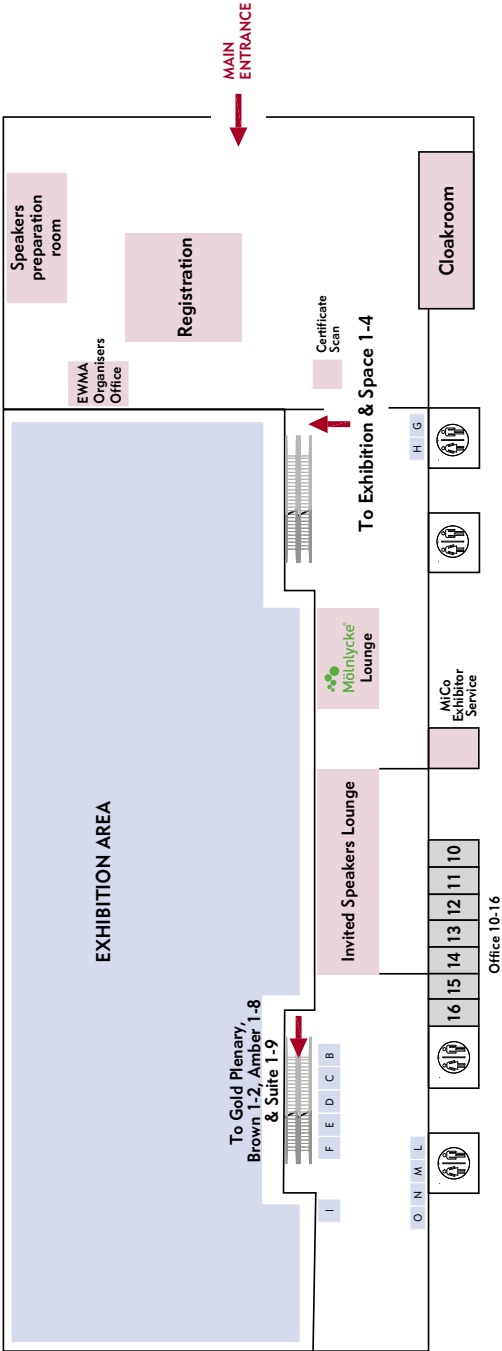 MAIN
ENTRANCE
Speakers
preparation
room
Registration
Cloakroom
EWMA
Organisers
Office
Certificate
Scan
To Exhibition & Space 1-4
H G
Mölnlycke®
Lounge
MiCo
Exhibitor
Service
EXHIBITION AREA
Invited Speakers Lounge
16 15 14 13 12 11 10
Office 10-16
To Gold Plenary,
Brown 1-2, Amber 1-8
& Suite 1-9
I F E D C B
O N M L